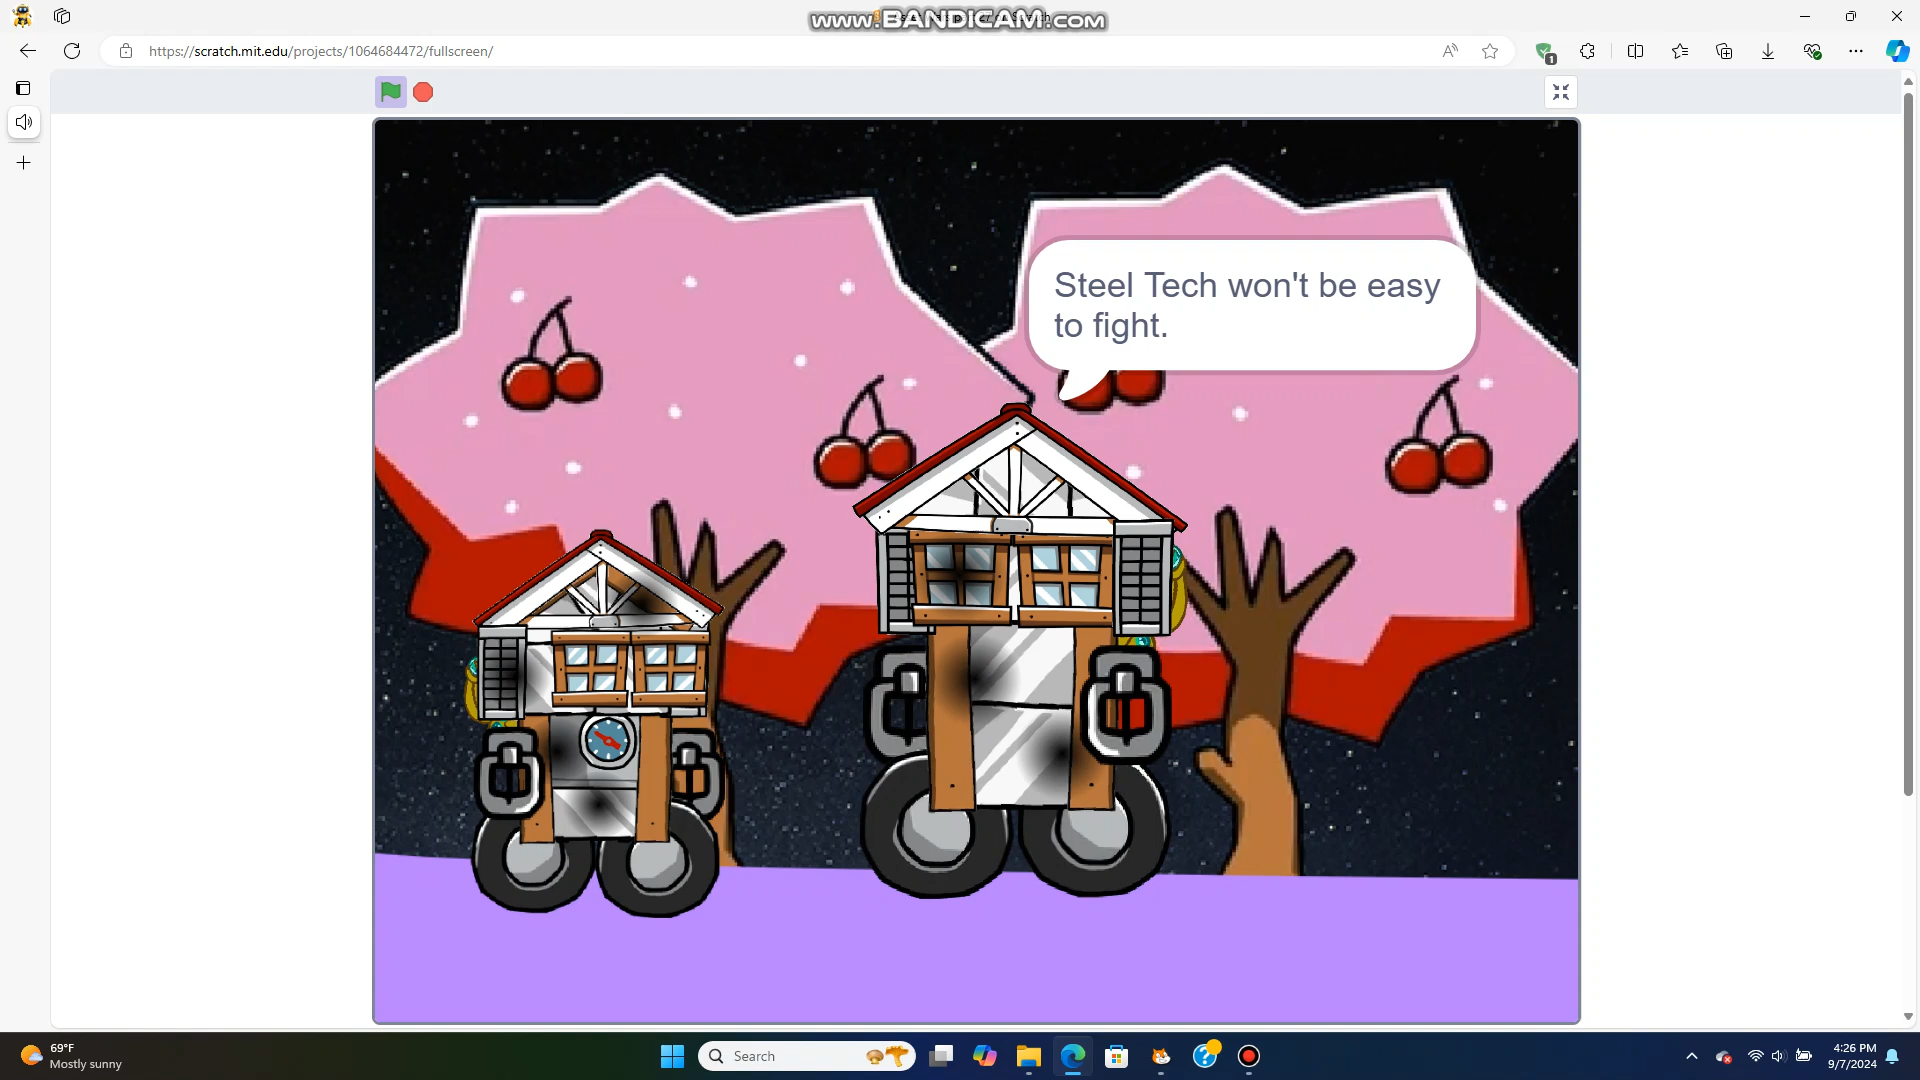 www.BANDICAM.com
https://scratch.mit.edu/projects/1064684472/fullscreen/
1
Steel Tech won't be easy
to fight.
69°F
Mostly sunny
Search
4:26 PM
9/7/2024